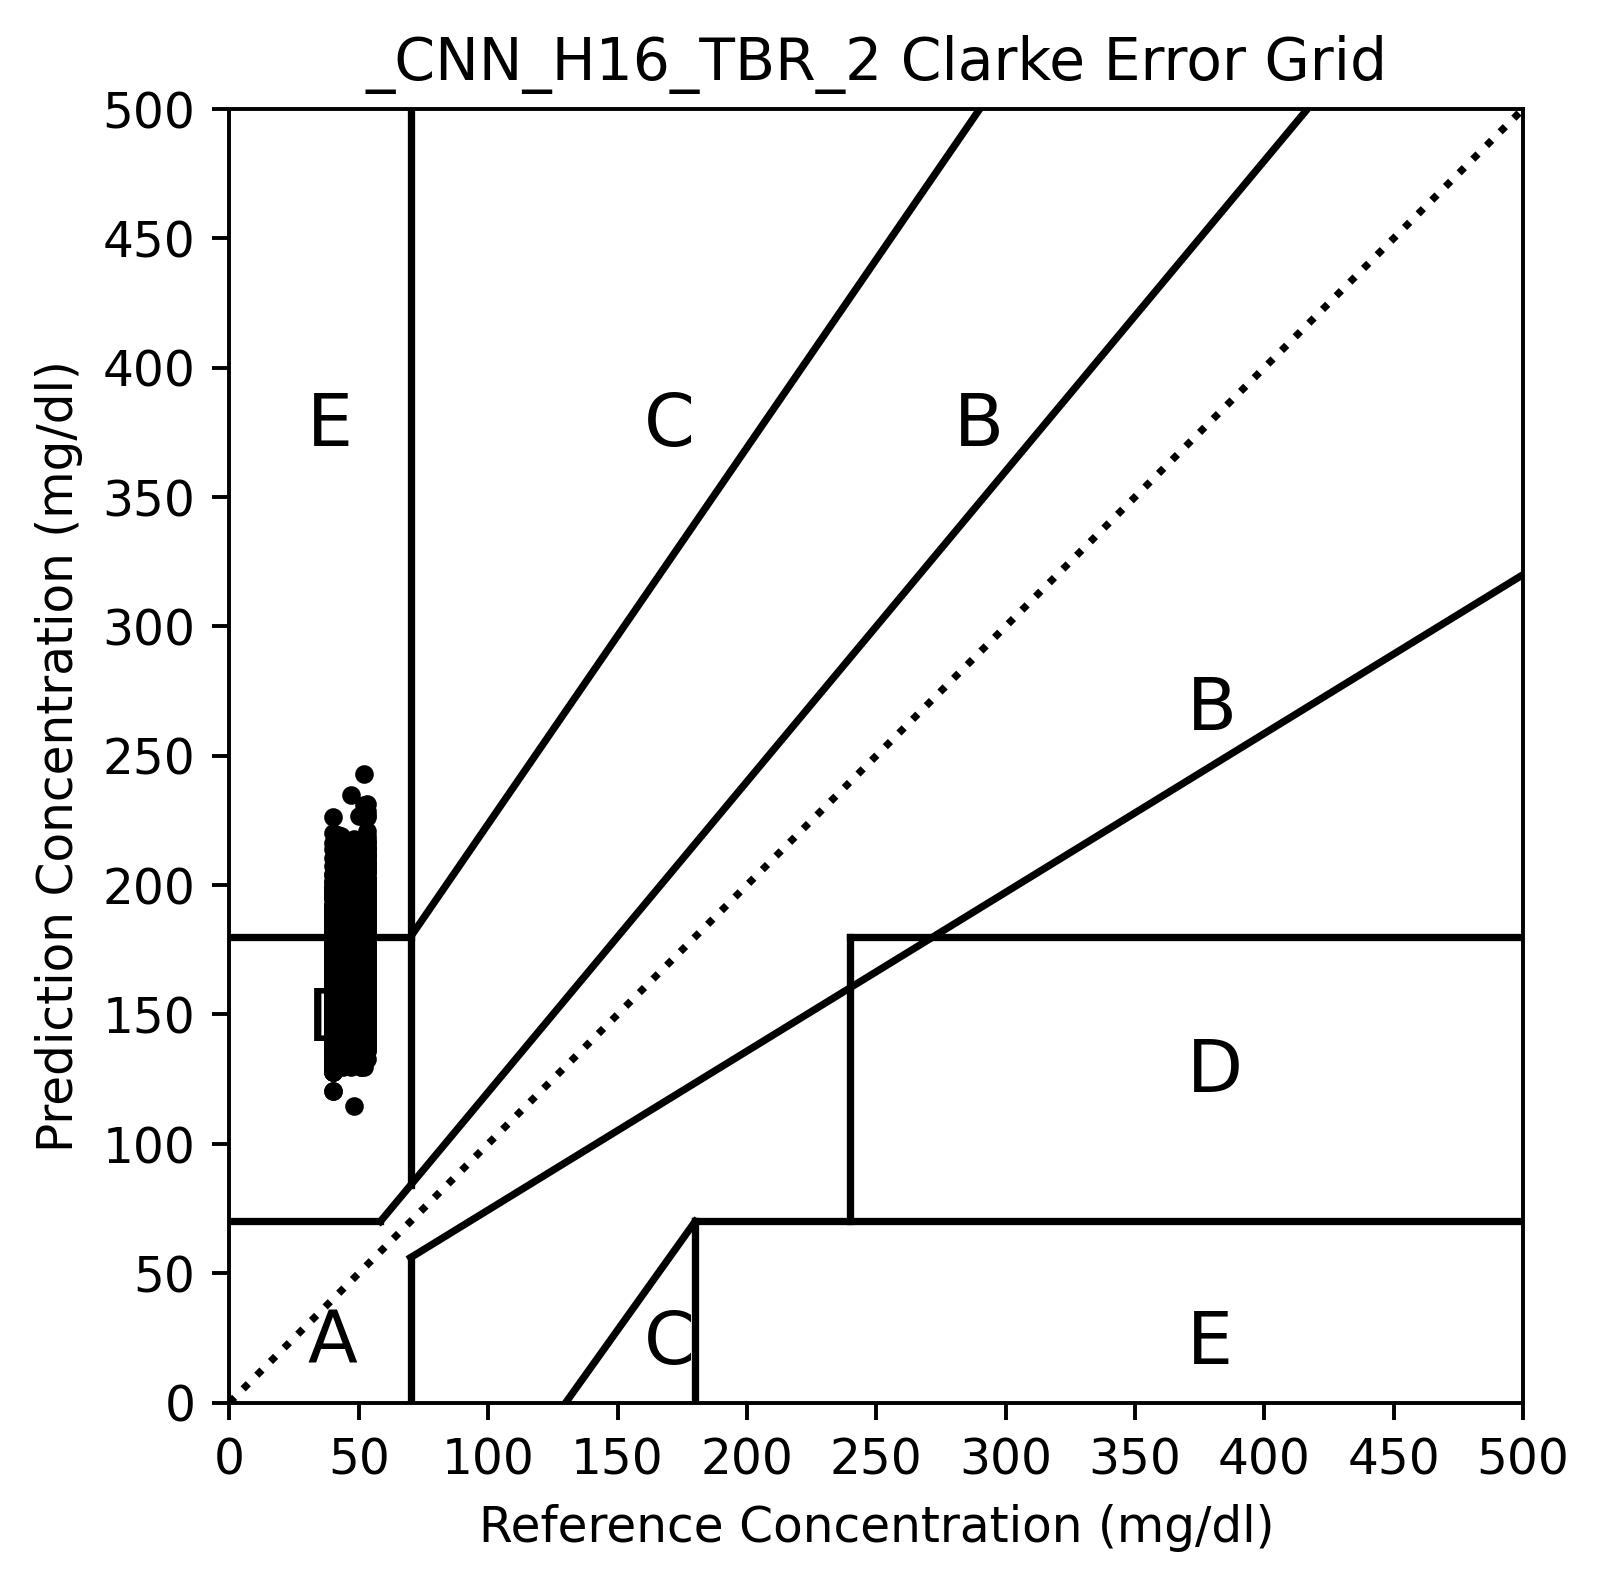 _CNN_H16_TBR_2 Clarke Error Grid
500
450
400
350
300
250
200
150
100
50
0
Prediction Concentration (mg/dl)
E
C
B
B
D
A
C
E
0 50 100 150 200 250 300 350 400 450 500
Reference Concentration (mg/dl)